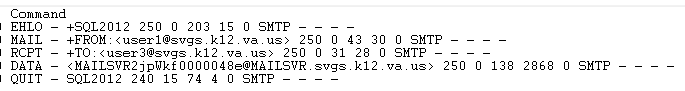 Command
EHLO - +SQL2012 250 0 203 15 0 SMTP - - - -
MAIL - +FROM:<user1@svgs.k12.va.us> 250 0 43 30 0 SMTP - - - -
RCPT - +TO:<user3@svgs.k12.va.us> 250 0 31 28 0 SMTP - - - -
DATA - <MAILSVR2jpWkf0000048e@MAILSVR.svgs.k12.va.us> 250 0 138 2868 0 SMTP - - - -
QUIT - SQL2012 240 15 74 4 0 SMTP - - - -